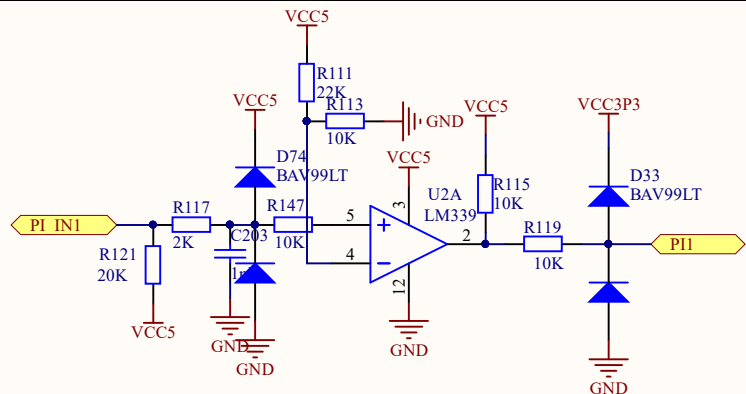 VCC5
R111
22K
R113
10K
GND
VCC5
VCC5
VCC5
VCC3P3
D74
BAV99LT
U2A
LM339
R115
10K
D33
BAV99LT
PI_IN1
R117
2K
R147
10K
C203
5
4
3
12
2
R119
10K
PI1
R121
20K
VCC5
GND
GND
GND
GND